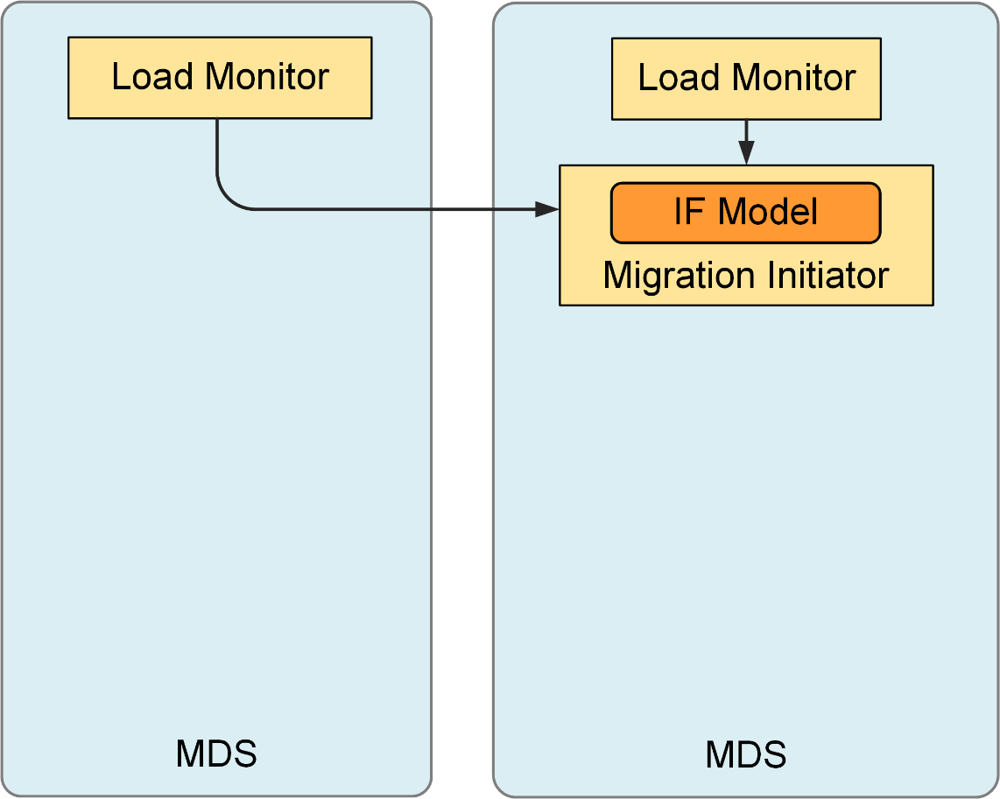 Load Monitor
Load Monitor
IF Model
Migration Initiator
MDS
MDS